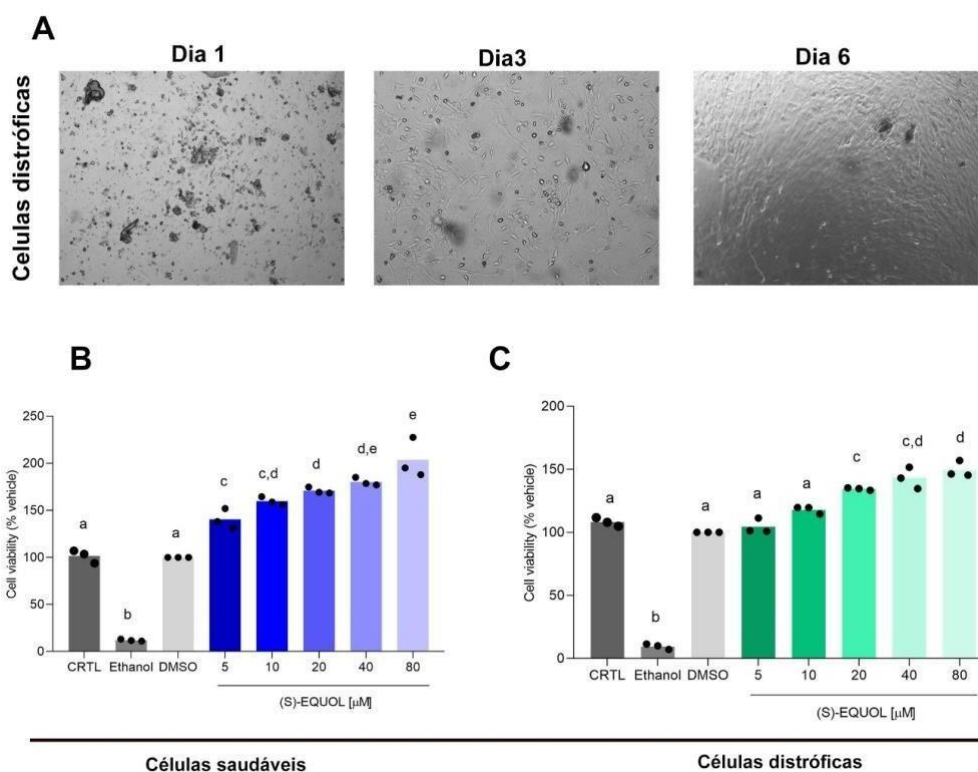 A
Dia 1
Dia3
Dia 6
Celulas distróficas
B
Cell viability (% vehicle)
250
200
150
100
50
0
a
b
a
c
c,d
d
d,e
e
CRTL Ethanol DMSO 5 10 20 40 80
(S)-EQUOL [µM]
Células saudáveis
C
Cell viability (% vehicle)
200
150
100
50
0
a
b
a
a
a
c
c,d
d
CRTL Ethanol DMSO 5 10 20 40 80
(S)-EQUOL [µM]
Células distróficas